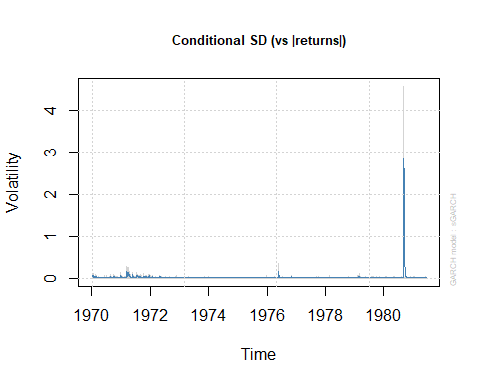 Conditional SD (vs |returns|)
Volatility
4
3
2
1
0
1970 1972 1974 1976 1978 1980
Time
GARCH model : sGARCH